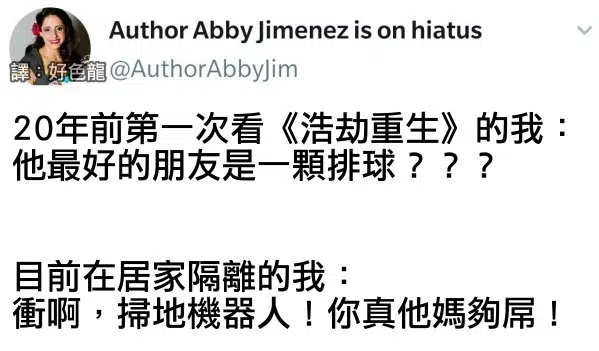 Author Abby Jimenez is on hiatus
譯：好色龍
@AuthorAbbyJim
20年前第一次看《浩劫重生》的我：
他最好的朋友是一顆排球？？？
目前在居家隔離的我：
衝啊，掃地機器人！你真他媽夠屌！